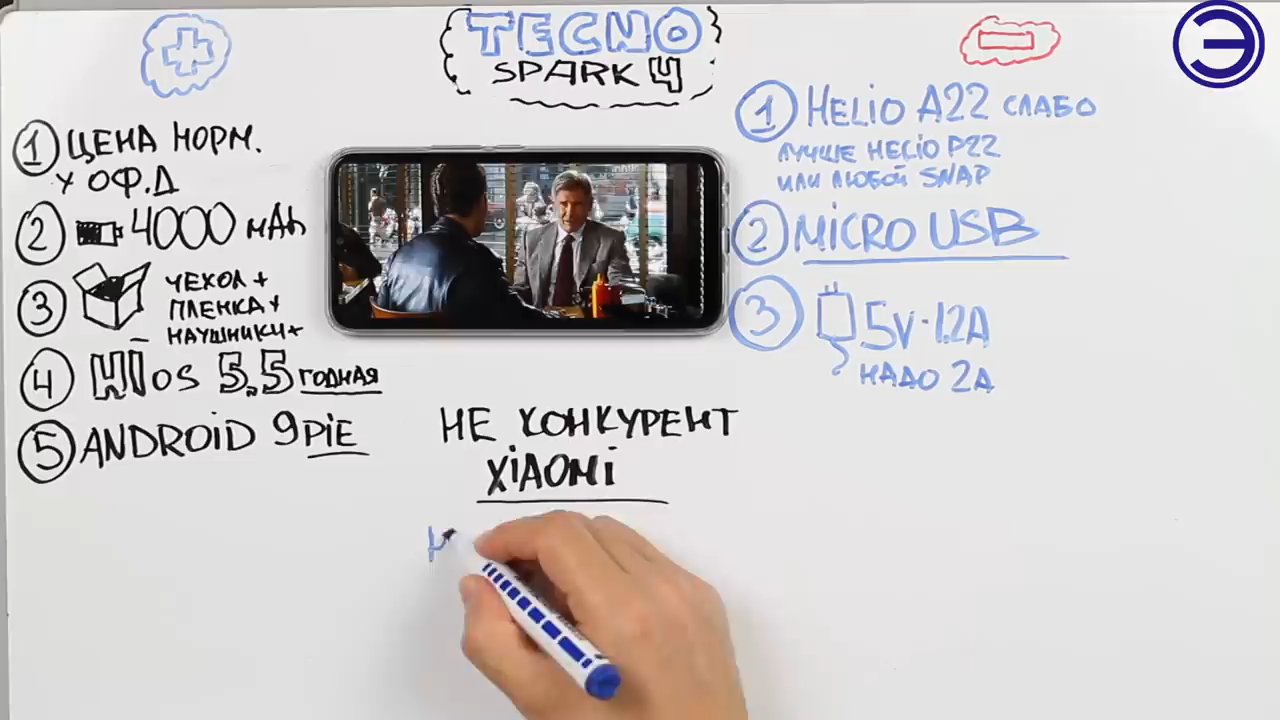 TECNO
SPARK 4
Э
1 ЦЕНА НОРМ.
У ОФ.Д
2 4000 МАЬ
3 ЧЕХОЛ +
ПЛЕНКА +
НАУШНИКИ +
4 HiOS 5.5 ГОДНАЯ
5 ANDROID 9 PiE
1 HELiO A22 СЛАБО
ЛУЧШЕ HELiO P22
ИЛИ ЛЮБОЙ SNAP
2 MiCRO USB
3 5V-1.2A
НАДО 2А
НЕ КОНКУРЕНТ
XiAOMi